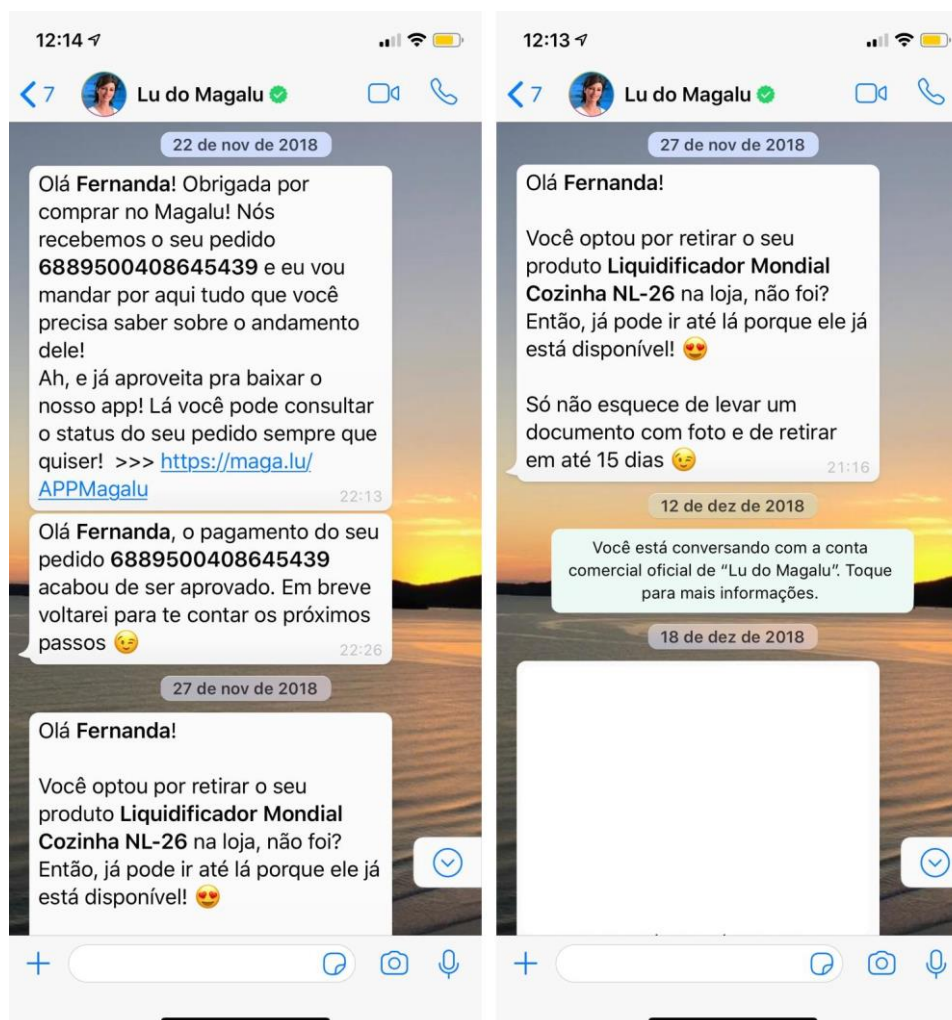 12:14
7
Lu do Magalu
22 de nov de 2018
Olá Fernanda! Obrigada por
comprar no Magalu! Nós
recebemos o seu pedido
6889500408645439 e eu vou
mandar por aqui tudo que você
precisa saber sobre o andamento
dele!
Ah, e já aproveita pra baixar o
nosso app! Lá você pode consultar
o status do seu pedido sempre que
quiser!  >>> https://maga.lu/
APPMagalu
22:13
Olá Fernanda, o pagamento do seu
pedido 6889500408645439
acabou de ser aprovado. Em breve
voltarei para te contar os próximos
passos 😉
22:26
27 de nov de 2018
Olá Fernanda!
Você optou por retirar o seu
produto Liquidificador Mondial
Cozinha NL-26 na loja, não foi?
Então, já pode ir até lá porque ele já
está disponível! 😍
12:13
7
Lu do Magalu
27 de nov de 2018
Olá Fernanda!
Você optou por retirar o seu
produto Liquidificador Mondial
Cozinha NL-26 na loja, não foi?
Então, já pode ir até lá porque ele já
está disponível! 😍
Só não esquece de levar um
documento com foto e de retirar
em até 15 dias 😉
21:16
12 de dez de 2018
Você está conversando com a conta
comercial oficial de “Lu do Magalu”. Toque
para mais informações.
18 de dez de 2018